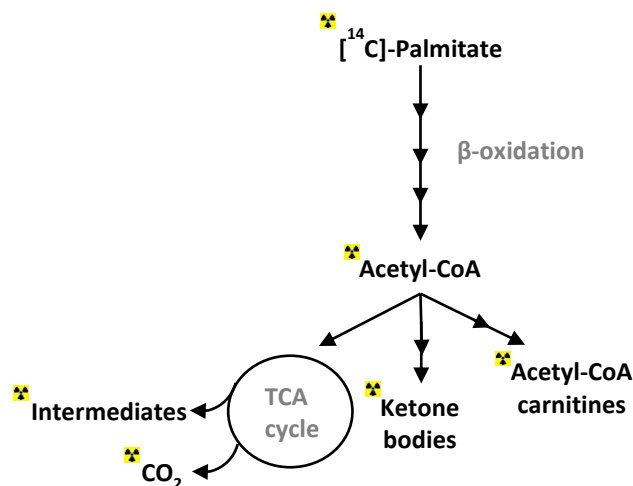 [¹⁴C]-Palmitate
β-oxidation
Acetyl-CoA
TCA
cycle
Intermediates
CO₂
Ketone
bodies
Acetyl-CoA
carnitines